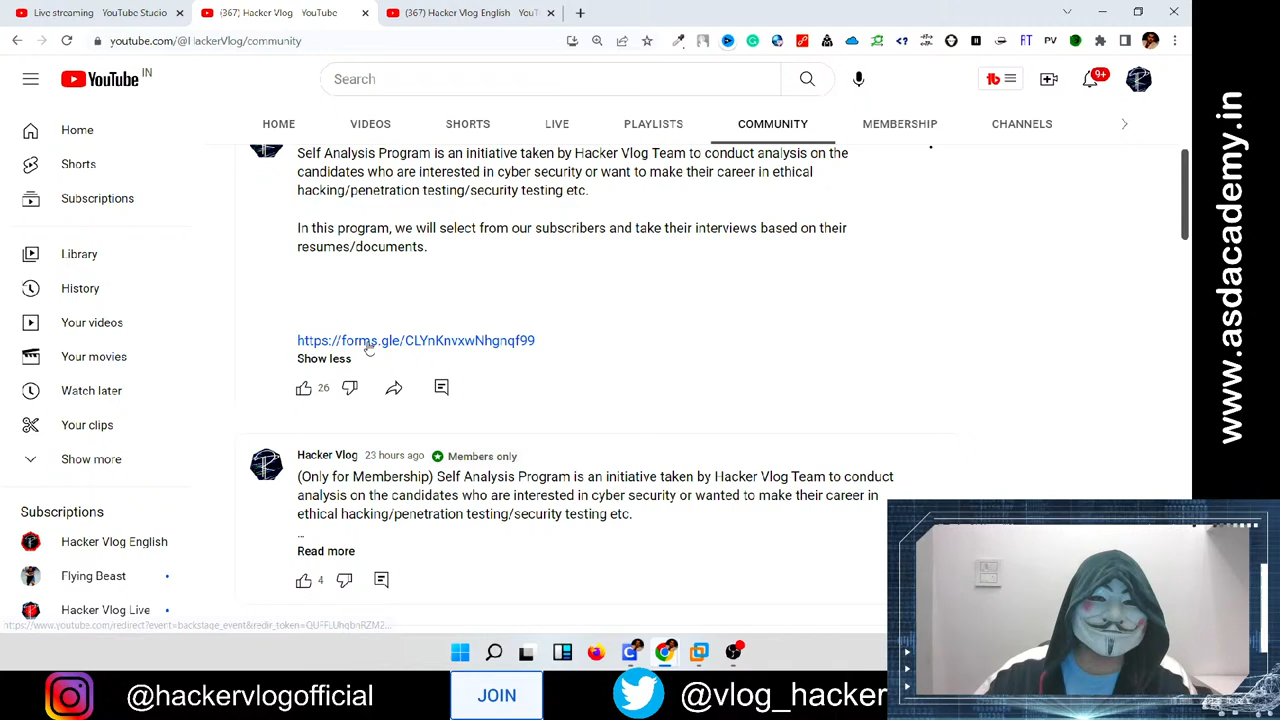 Live streaming - YouTube Studio
(367) Hacker Vlog - YouTube
(367) Hacker Vlog English - YouT
youtube.com/@HackerVlog/community
YouTube IN
Search
9+
HOME VIDEOS SHORTS LIVE PLAYLISTS COMMUNITY MEMBERSHIP CHANNELS
Home
Shorts
Subscriptions
Library
History
Your videos
Your movies
Watch later
Your clips
Show more
Subscriptions
Hacker Vlog English
Flying Beast
Hacker Vlog Live
Self Analysis Program is an initiative taken by Hacker Vlog Team to conduct analysis on the
candidates who are interested in cyber security or want to make their career in ethical
hacking/penetration testing/security testing etc.
In this program, we will select from our subscribers and take their interviews based on their
resumes/documents.
https://forms.gle/CLYnKnvxwNhgnqf99
Show less
26
Hacker Vlog 23 hours ago Members only
(Only for Membership) Self Analysis Program is an initiative taken by Hacker Vlog Team to conduct
analysis on the candidates who are interested in cyber security or wanted to make their career in
ethical hacking/penetration testing/security testing etc.
...
Read more
4
www.asdacademy.in
@hackervlogofficial
JOIN
@vlog_hacker